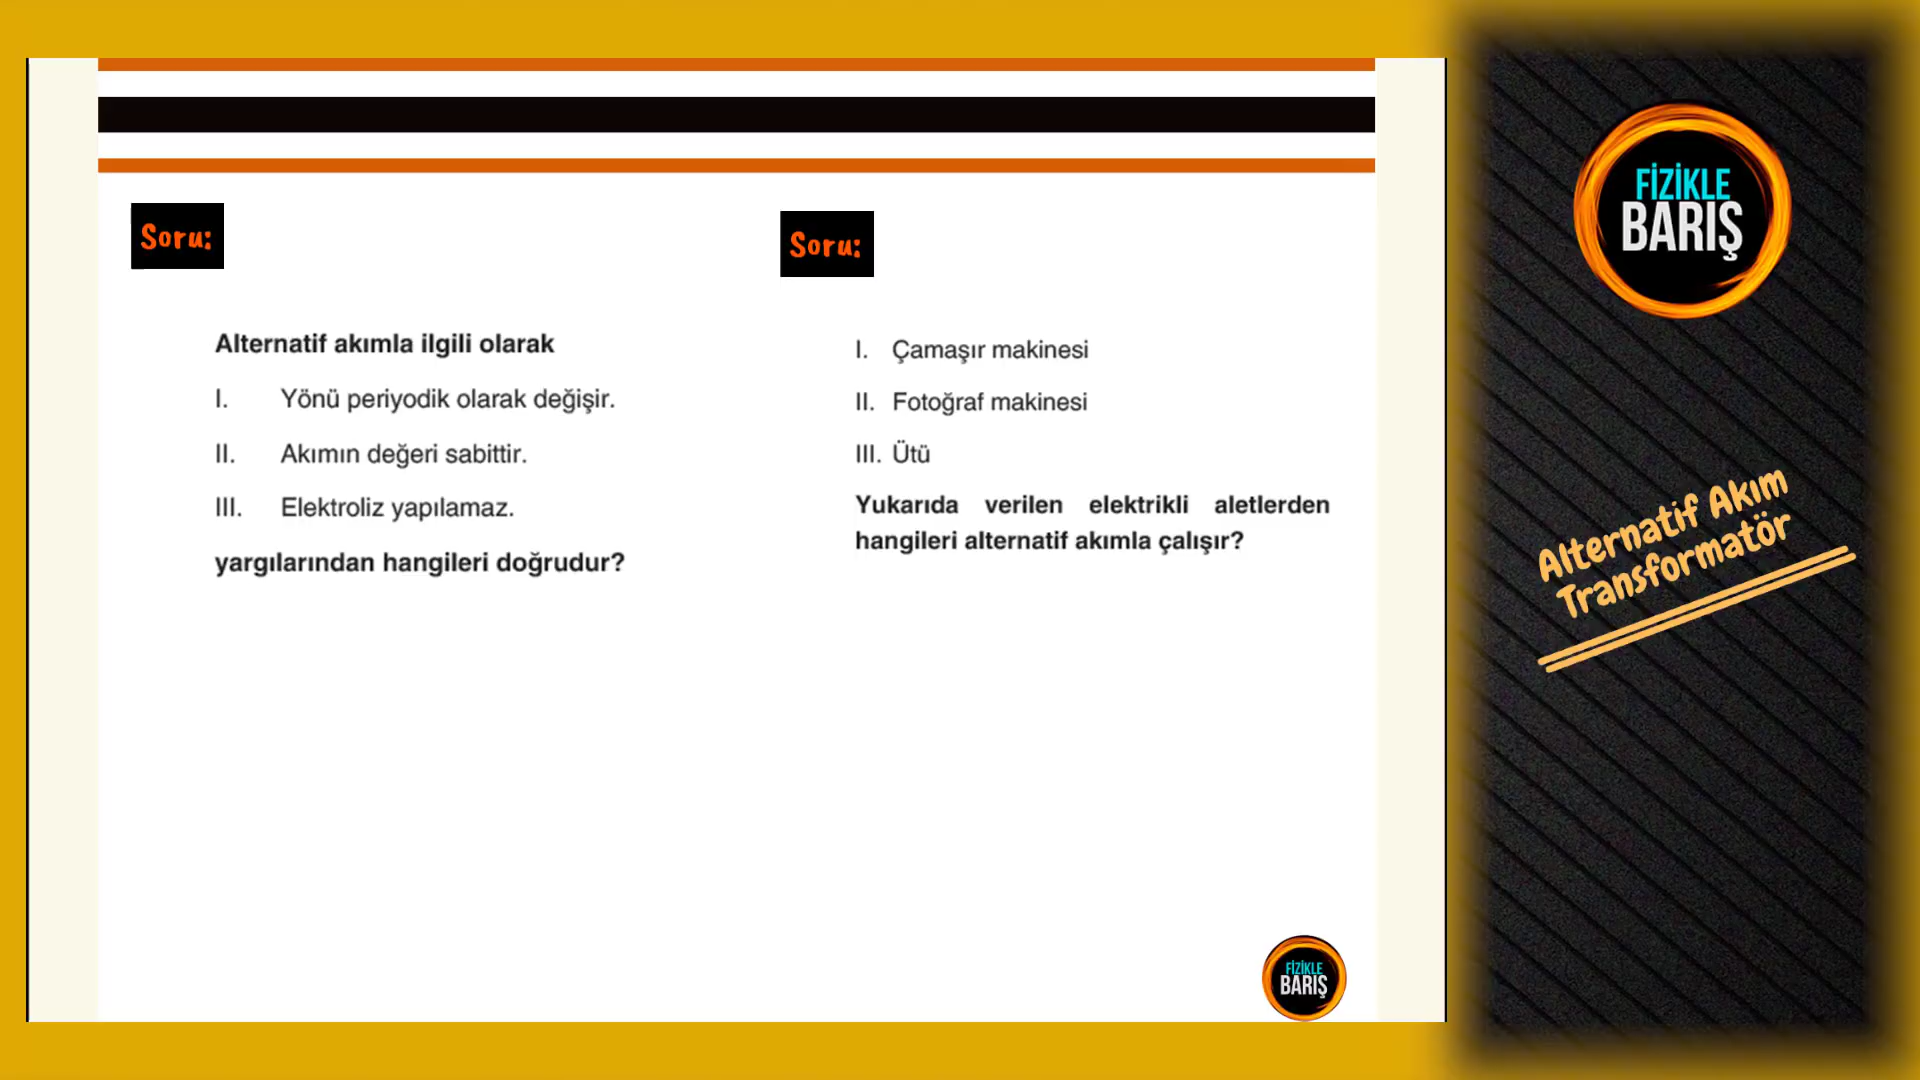 Soru:
Alternatif akımla ilgili olarak
I. Yönü periyodik olarak değişir.
II. Akımın değeri sabittir.
III. Elektroliz yapılamaz.
yargılarından hangileri doğrudur?
Soru:
I. Çamaşır makinesi
II. Fotoğraf makinesi
III. Ütü
Yukarıda verilen elektrikli aletlerden
hangileri alternatif akımla çalışır?
FİZİKLE
BARIŞ
FİZİKLE
BARIŞ
Alternatif Akım
Transformatör